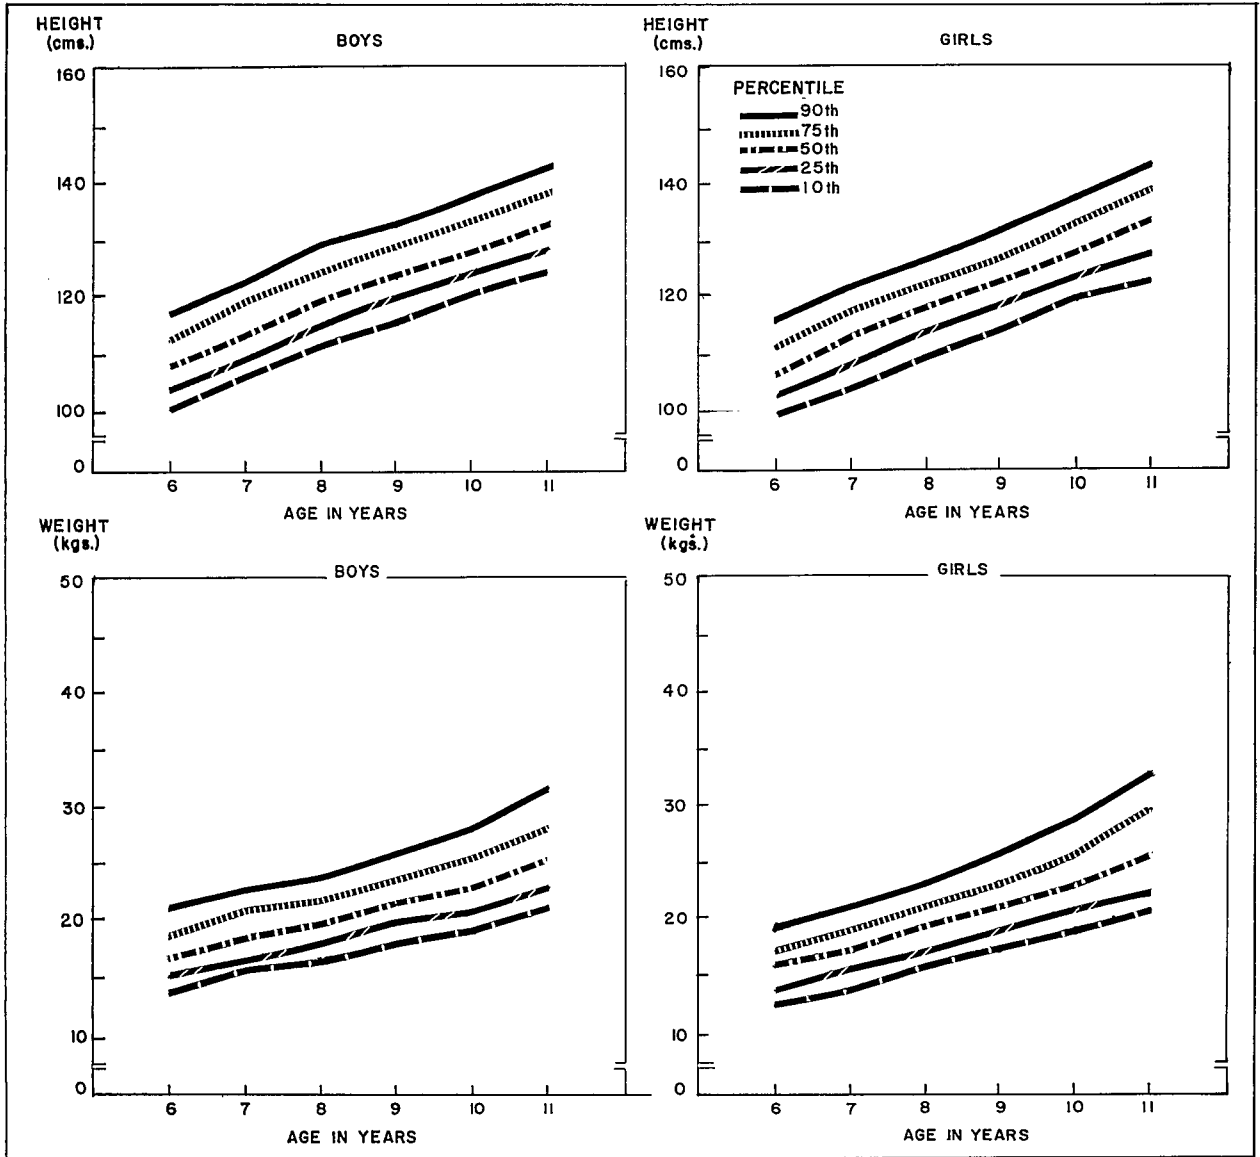 HEIGHT
(cms.)
BOYS
160
140
120
100
0
6 7 8 9 10 11
AGE IN YEARS
HEIGHT
(cms.)
GIRLS
PERCENTILE
90th
75th
50th
25th
10th
160
140
120
100
0
6 7 8 9 10 11
AGE IN YEARS
WEIGHT
(kgs.)
BOYS
50
40
30
20
10
0
6 7 8 9 10 11
AGE IN YEARS
WEIGHT
(kgs.)
GIRLS
50
40
30
20
10
0
6 7 8 9 10 11
AGE IN YEARS